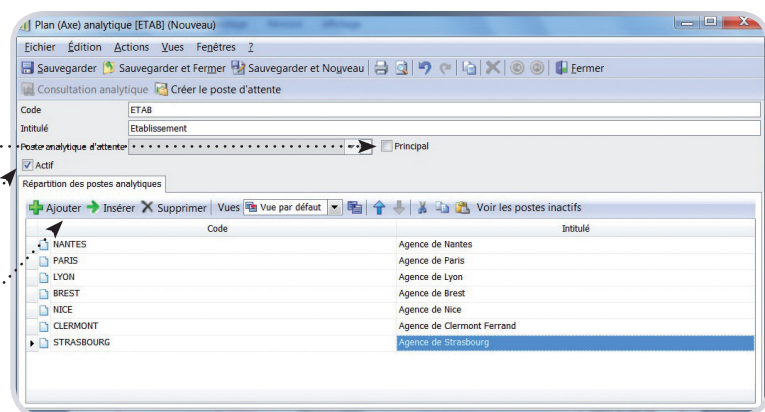 Plan (Axe) analytique [ETAB] (Nouveau)
Fichier Édition Actions Vues Fenêtres ?
Sauvegarder Sauvegarder et Fermer Sauvegarder et Nouveau Fermer
Consultation analytique Créer le poste d'attente
Code ETAB
Intitulé Etablissement
Poste analytique d'attente Principal
Actif
Répartition des postes analytiques
Ajouter Insérer Supprimer Vues Vue par défaut Voir les postes inactifs
Code Intitulé
NANTES Agence de Nantes
PARIS Agence de Paris
LYON Agence de Lyon
BREST Agence de Brest
NICE Agence de Nice
CLERMONT Agence de Clermont Ferrand
STRASBOURG Agence de Strasbourg